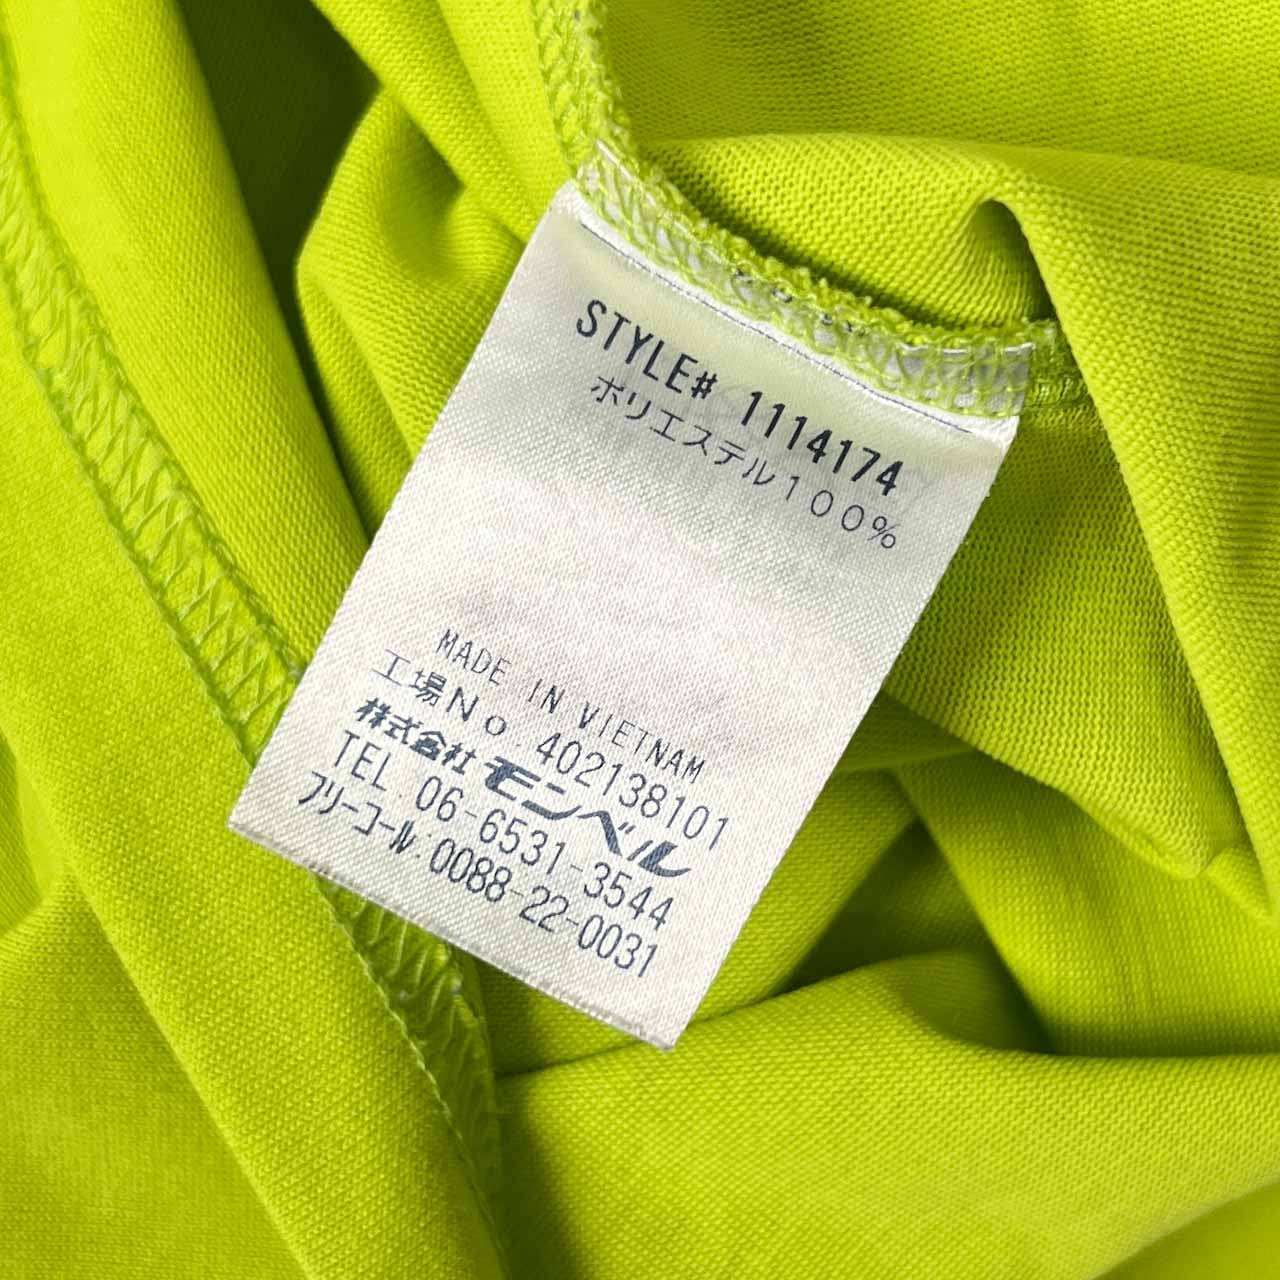 STYLE# 1114174
ポリエステル100%
MADE IN VIETNAM
工場No. 402138101
株式会社モンベル
TEL.06-6531-3544
フリーコール:0088-22-0031